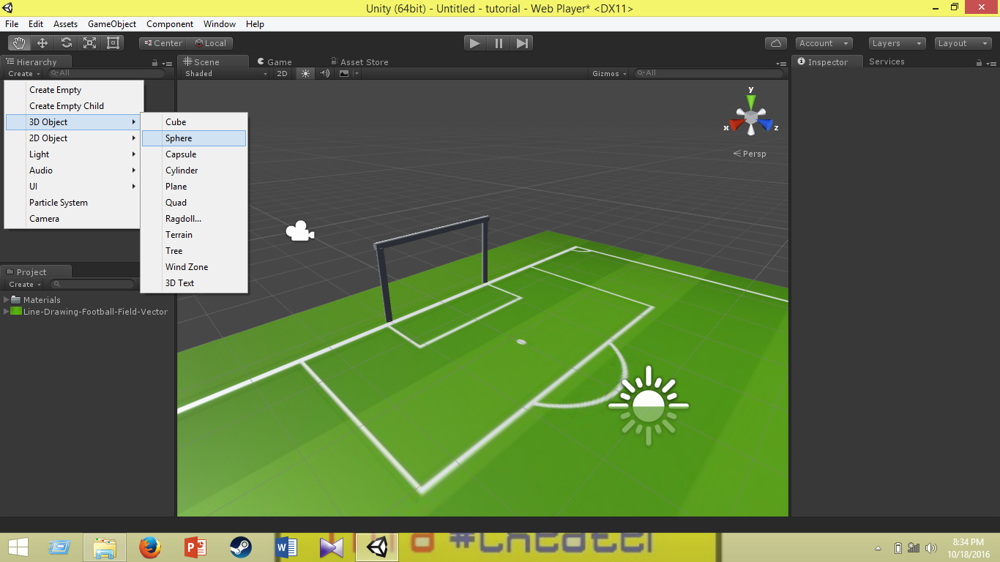 Unity (64bit) - Untitled - tutorial - Web Player* <DX11>
File Edit Assets GameObject Component Window Help
Center Local Account Layers Layout
Hierarchy Scene Game Asset Store Inspector Services
Create All Shaded 2D Gizmos All
Create Empty
Create Empty Child
3D Object
2D Object
Light
Audio
UI
Particle System
Camera
Cube
Sphere
Capsule
Cylinder
Plane
Quad
Ragdoll...
Terrain
Tree
Wind Zone
3D Text
y
x z
Persp
Project
Create
Materials
Line-Drawing-Football-Field-Vector
8:34 PM
10/18/2016